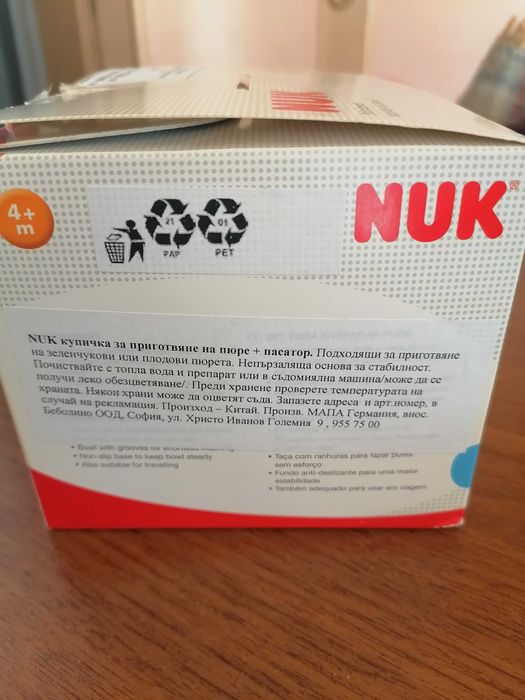 NUK
4+
m
21
PAP
01
PET
NUK®
NUK купичка за приготвяне на пюре + пасатор. Подходящи за приготвяне
на зеленчукови или плодови пюрета. Непързаляща основа за стабилност.
Почиствайте с топла вода и препарат или в съдомиялна машина/може да се
получи леко обезцветяване/. Преди хранене проверете температурата на
храната. Някои храни може да оцветят съда. Запазете адреса и арт.номер, в
случай на рекламация. Произход – Китай. Произв. МАПА Германия, внос.
Беболино ООД, София, ул. Христо Иванов Големия 9 , 955 75 00
• Bowl with grooves for effortless
• Non-slip base to keep bowl steady
• Also suitable for travelling
• Taça com ranhuras para fazer purés
sem esforço
• Fundo anti-deslizante para uma maior
estabilidade
• Também adequado para usar em viagem